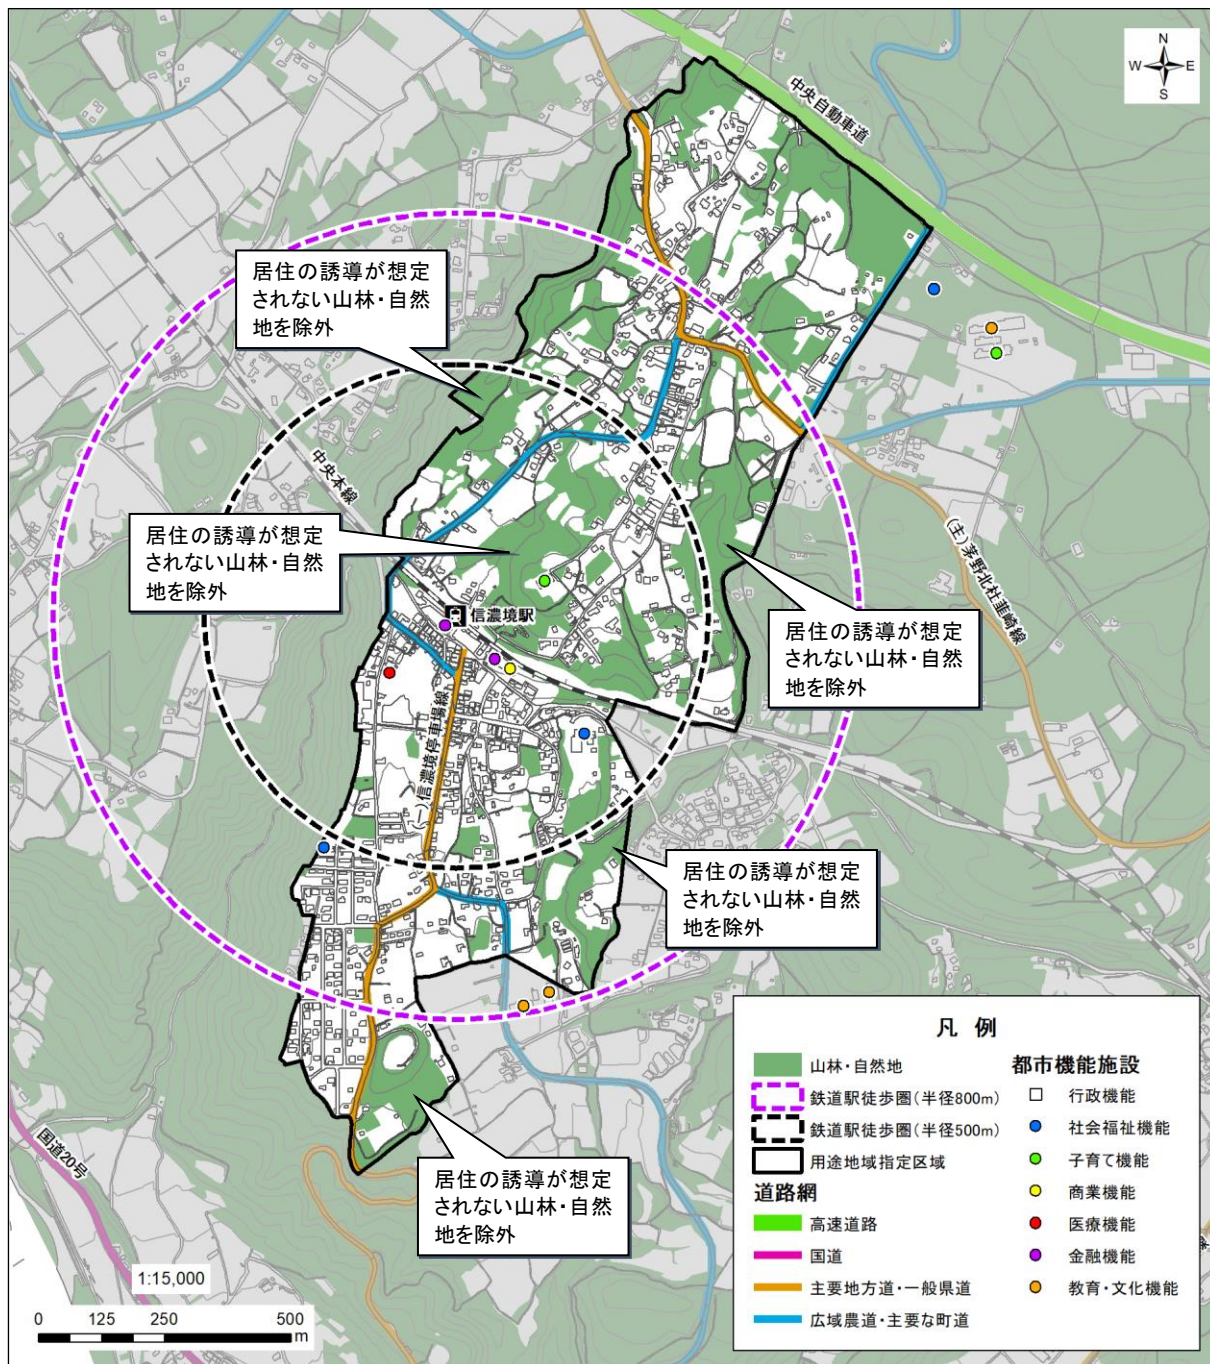 N
W E
S
中央自動車道
居住の誘導が想定
されない山林・自然
地を除外
中央本線
居住の誘導が想定
されない山林・自然
地を除外
信濃境駅
(主)茅野北杜韮崎線
居住の誘導が想定
されない山林・自然
地を除外
(一)信濃境停車場線
居住の誘導が想定
されない山林・自然
地を除外
国道20号
居住の誘導が想定
されない山林・自然
地を除外
凡 例
山林・自然地
鉄道駅徒歩圏(半径800m)
鉄道駅徒歩圏(半径500m)
用途地域指定区域
道路網
高速道路
国道
主要地方道・一般県道
広域農道・主要な町道
都市機能施設
行政機能
社会福祉機能
子育て機能
商業機能
医療機能
金融機能
教育・文化機能
1:15,000
0 125 250 500
m